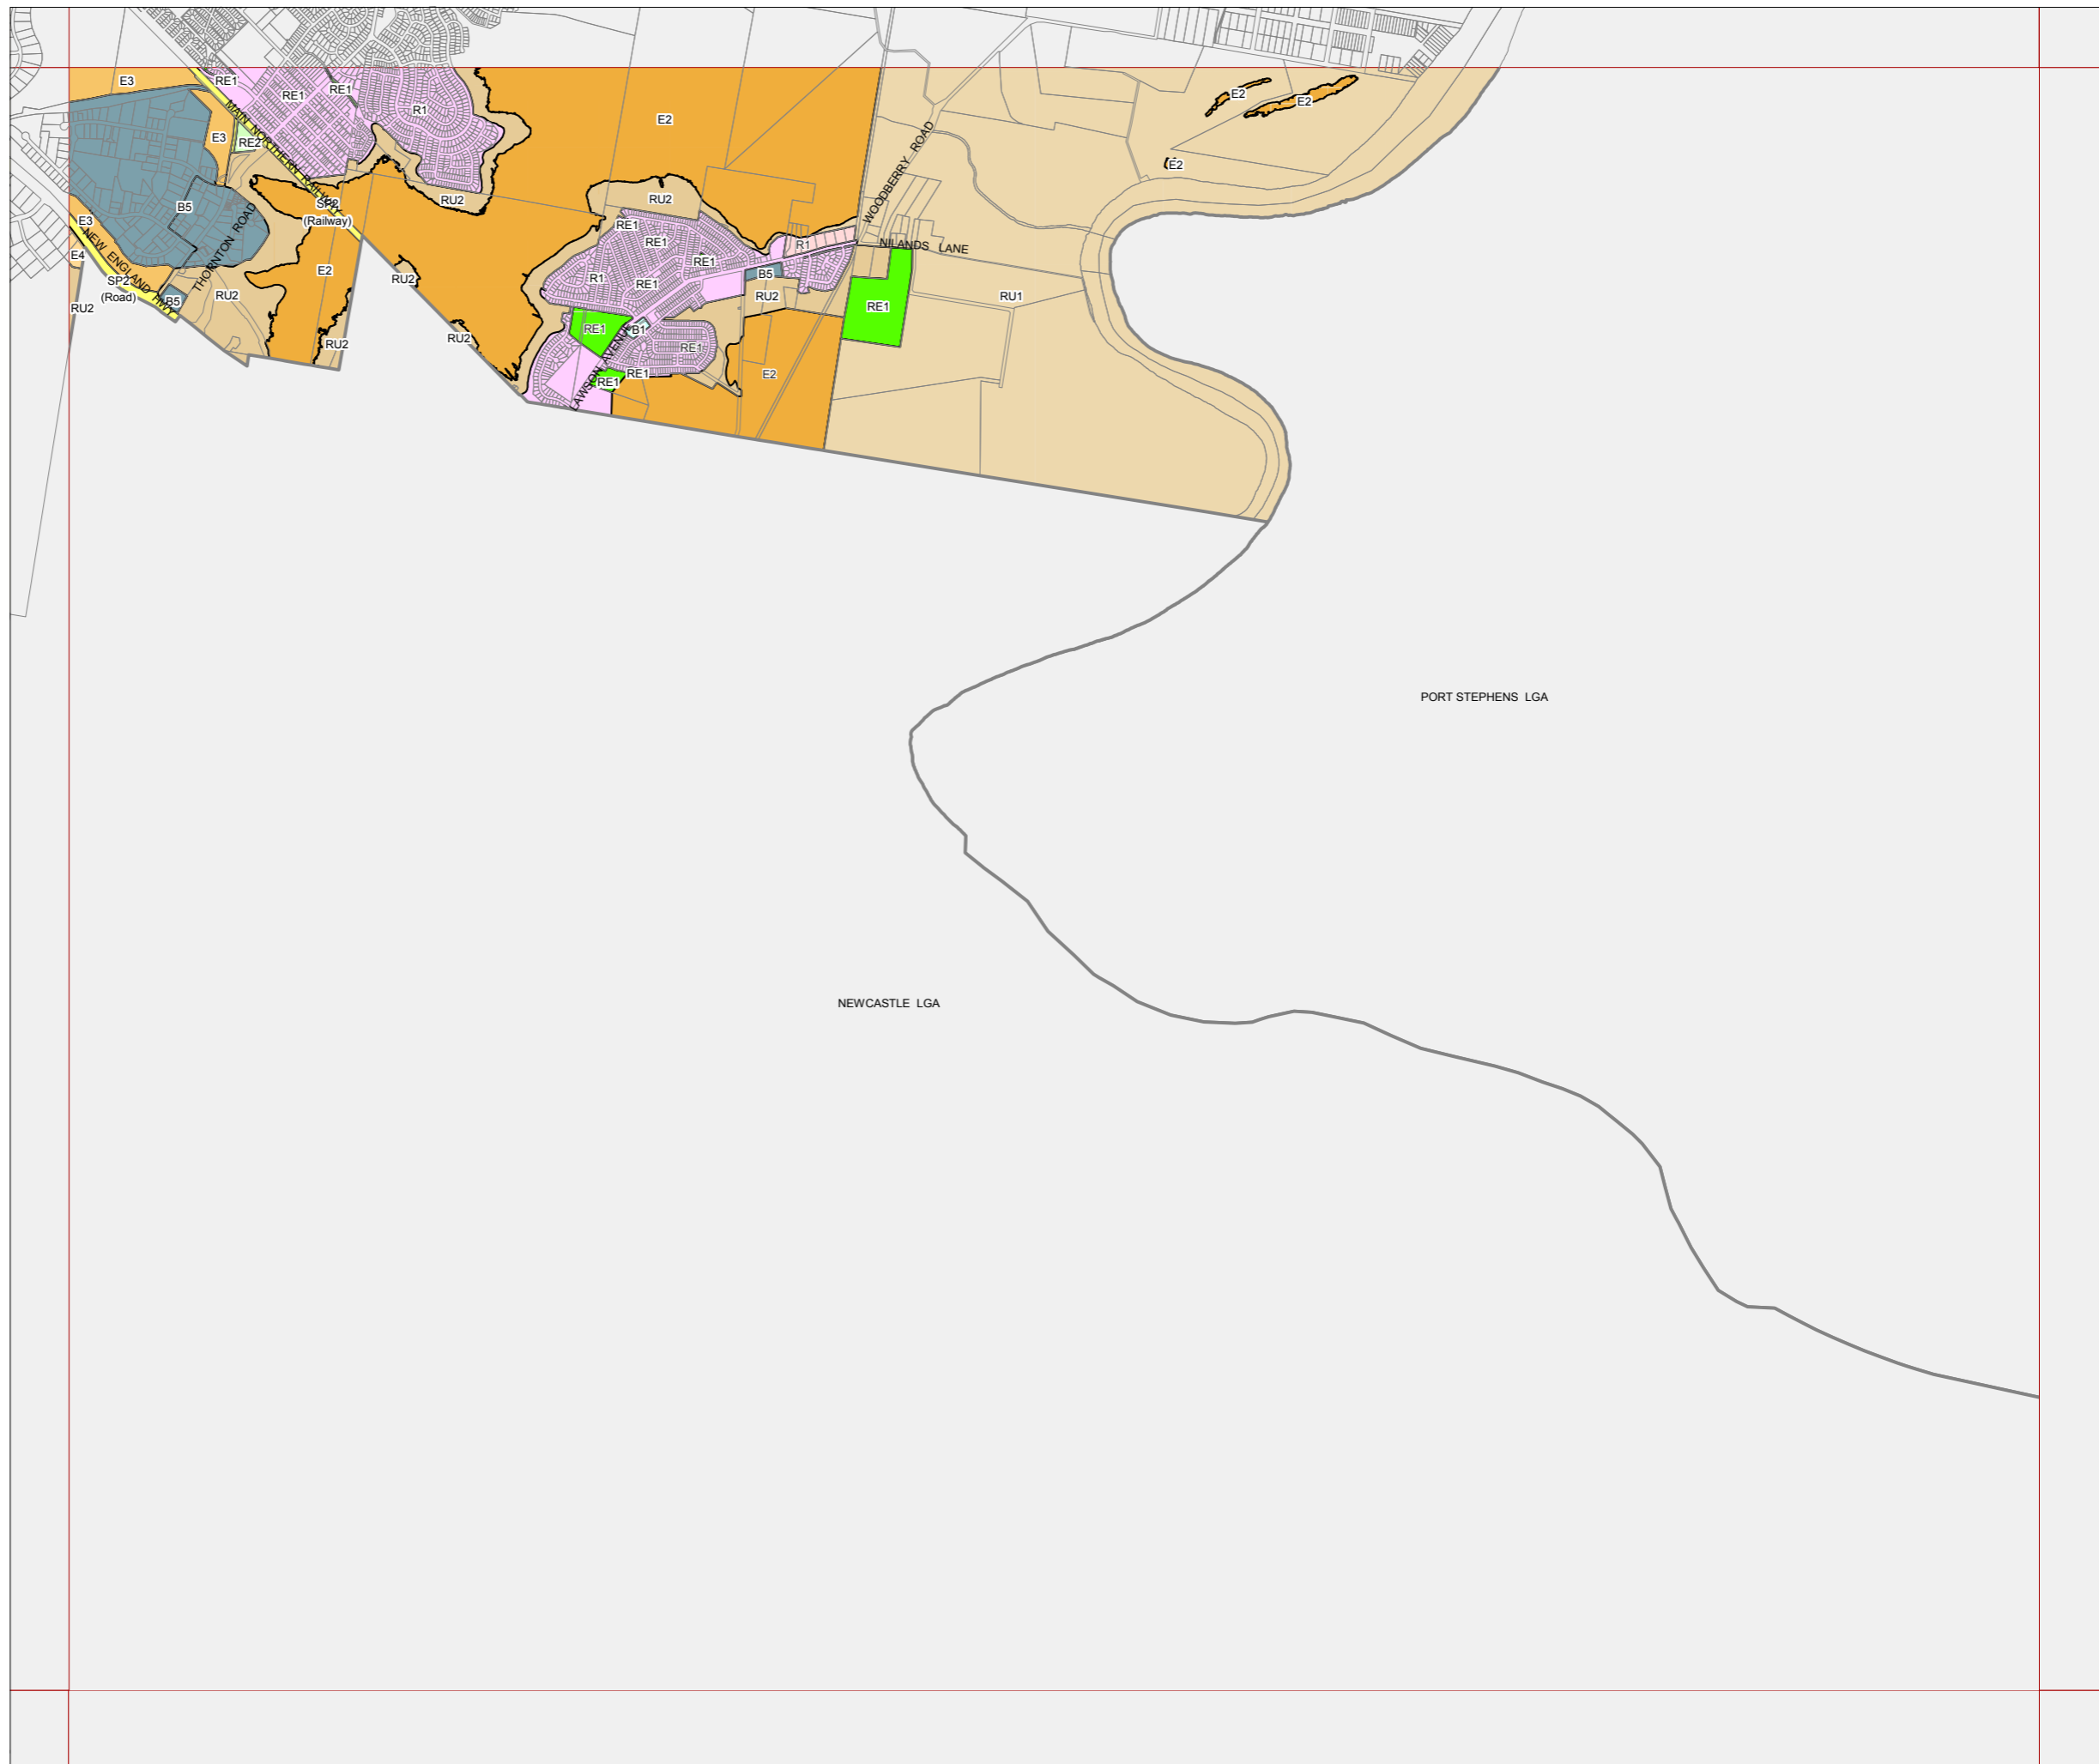 E3
RE1
RE1
RE1
R1
E2
E2
E2
E3
RE2
MAIN NORTHERN RAILWAY
WOODBERRY ROAD
E2
B5
RU2
RU2
SP2
(Railway)
E3
THORNTON ROAD
RE1
RE1
R1
NILANDS LANE
E4
NEW ENGLAND HWY
E2
RE1
B5
SP2
(Road)
RU2
R1
RE1
B5
RU2
RU2
RU1
RU2
RE1
RE1
B1
LAWSON AVENUE
RU2
RU2
RE1
RE1
RE1
E2
PORT STEPHENS LGA
NEWCASTLE LGA